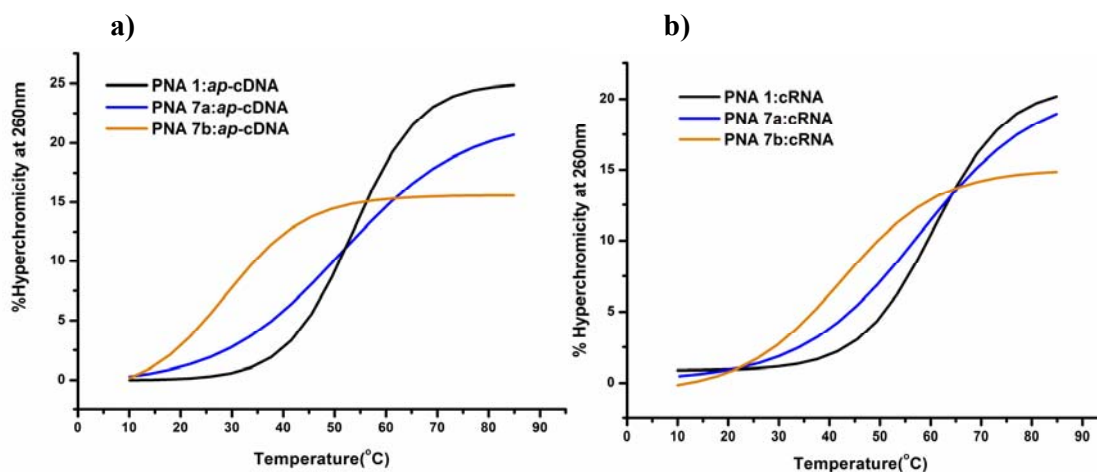 a)
%Hyperchromicity at 260nm
25
20
15
10
5
0
PNA 1:ap-cDNA
PNA 7a:ap-cDNA
PNA 7b:ap-cDNA
0 10 20 30 40 50 60 70 80 90
Temperature(°C)
b)
% Hyperchromicity at 260nm
20
15
10
5
0
PNA 1:cRNA
PNA 7a:cRNA
PNA 7b:cRNA
0 10 20 30 40 50 60 70 80 90
Temperature(°C)